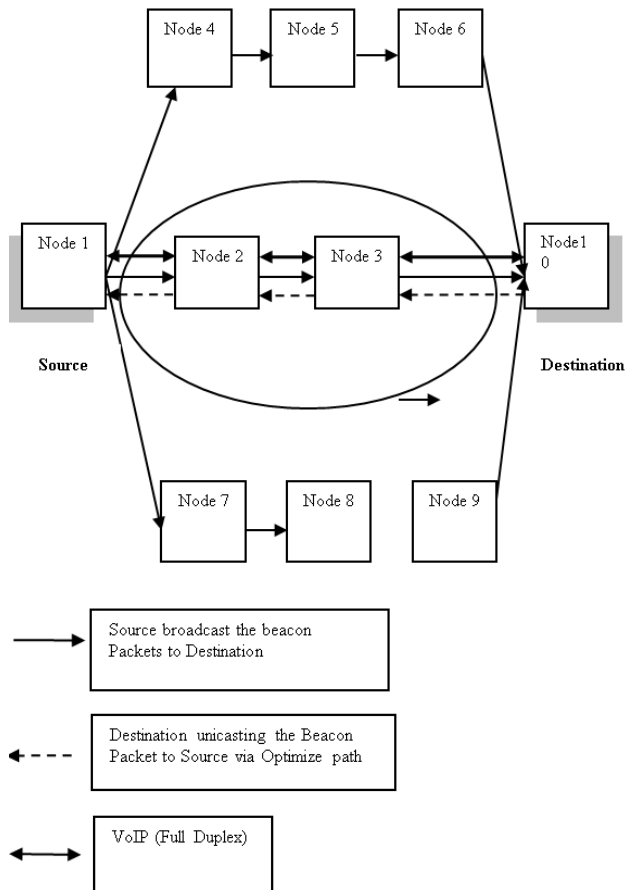 Node 4
Node 5
Node 6
Node 1
Node 2
Node 3
Node1
0
Source
Destination
Node 7
Node 8
Node 9
Source broadcast the beacon
Packets to Destination
Destination unicasting the Beacon
Packet to Source via Optimize path
VoIP (Full Duplex)